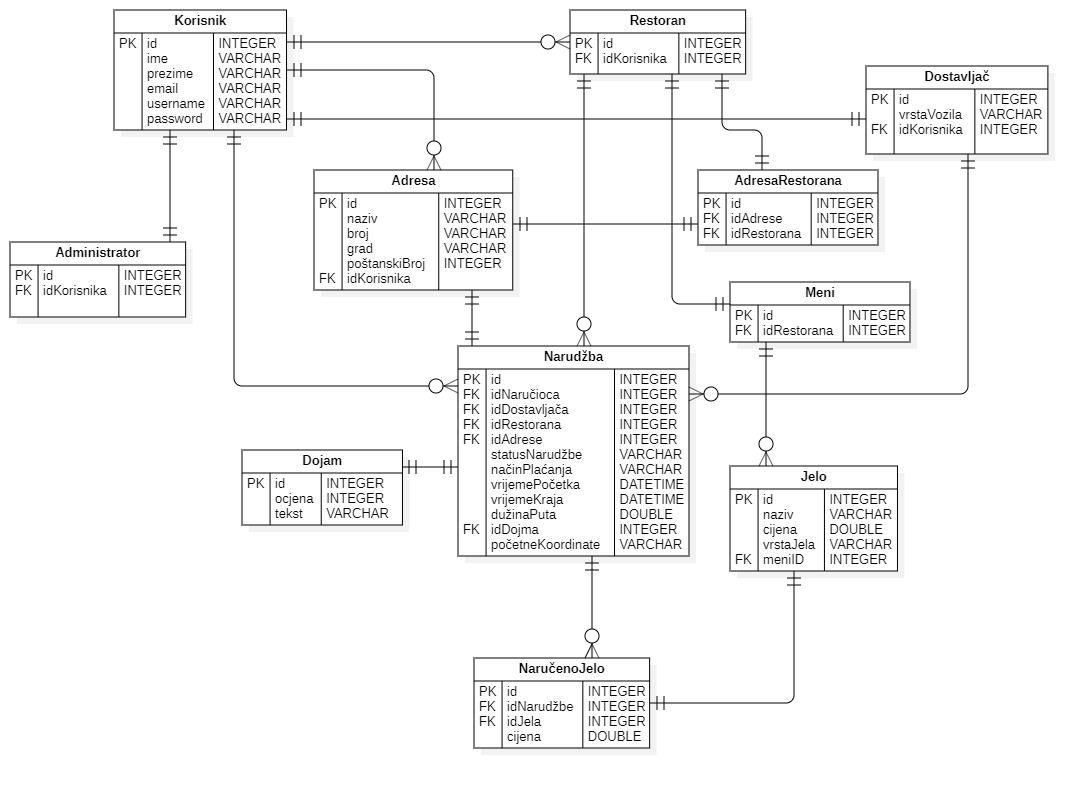 Korisnik
PK id INTEGER
ime VARCHAR
prezime VARCHAR
email VARCHAR
username VARCHAR
password VARCHAR
Restoran
PK id INTEGER
FK idKorisnika INTEGER
Dostavljač
PK id INTEGER
vrstaVozila VARCHAR
FK idKorisnika INTEGER
Adresa
PK id INTEGER
naziv VARCHAR
broj VARCHAR
grad VARCHAR
poštanskiBroj INTEGER
FK idKorisnika
AdresaRestorana
PK id INTEGER
FK idAdrese INTEGER
FK idRestorana INTEGER
Administrator
PK id INTEGER
FK idKorisnika INTEGER
Meni
PK id INTEGER
FK idRestorana INTEGER
Narudžba
PK id INTEGER
FK idNaručioca INTEGER
FK idDostavljača INTEGER
FK idRestorana INTEGER
FK idAdrese INTEGER
statusNarudžbe VARCHAR
načinPlaćanja VARCHAR
vrijemePočetka DATETIME
vrijemeKraja DATETIME
dužinaPuta DOUBLE
FK idDojma INTEGER
početneKoordinate VARCHAR
Dojam
PK id INTEGER
ocjena INTEGER
tekst VARCHAR
Jelo
PK id INTEGER
naziv VARCHAR
cijena DOUBLE
vrstaJela VARCHAR
FK meniID INTEGER
NaručenoJelo
PK id INTEGER
FK idNarudžbe INTEGER
FK idJela INTEGER
cijena DOUBLE